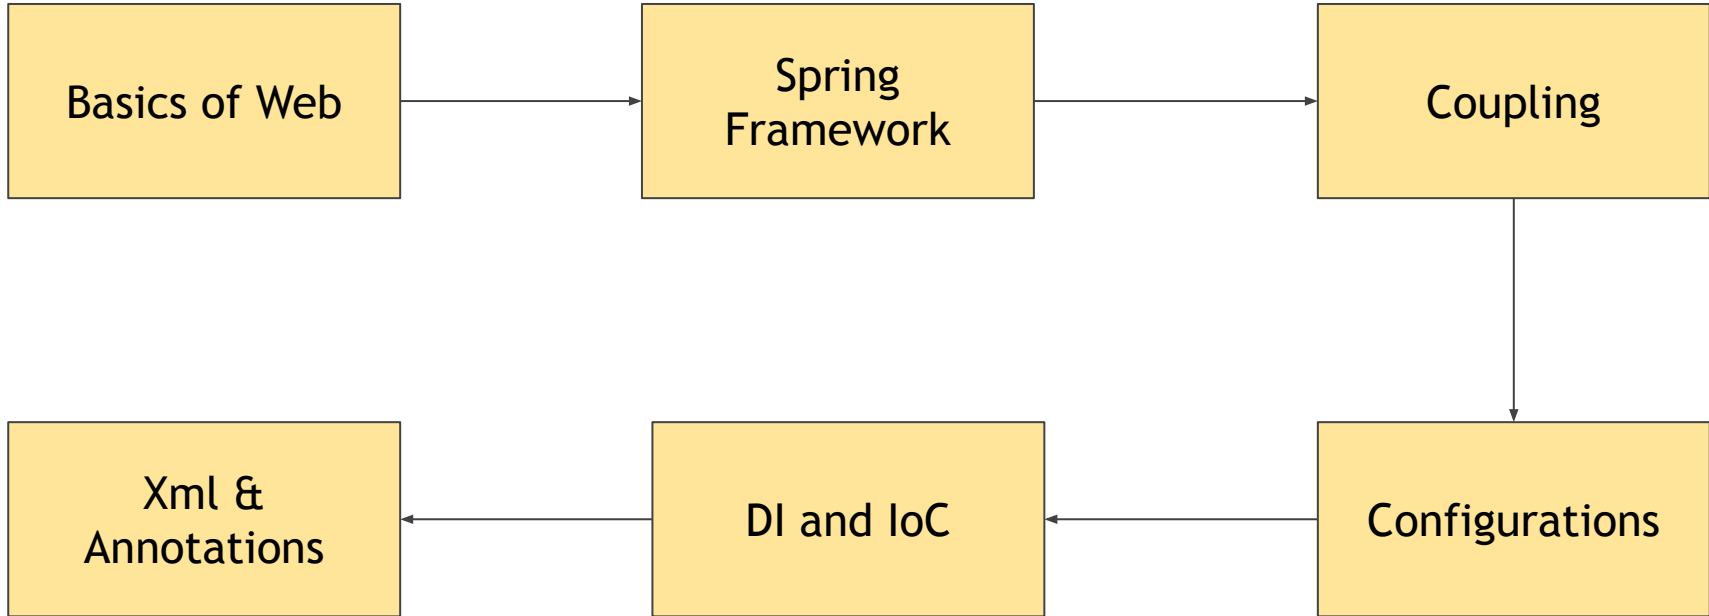 Basics of Web
Spring
Framework
Coupling
Xml &
Annotations
DI and IoC
Configurations